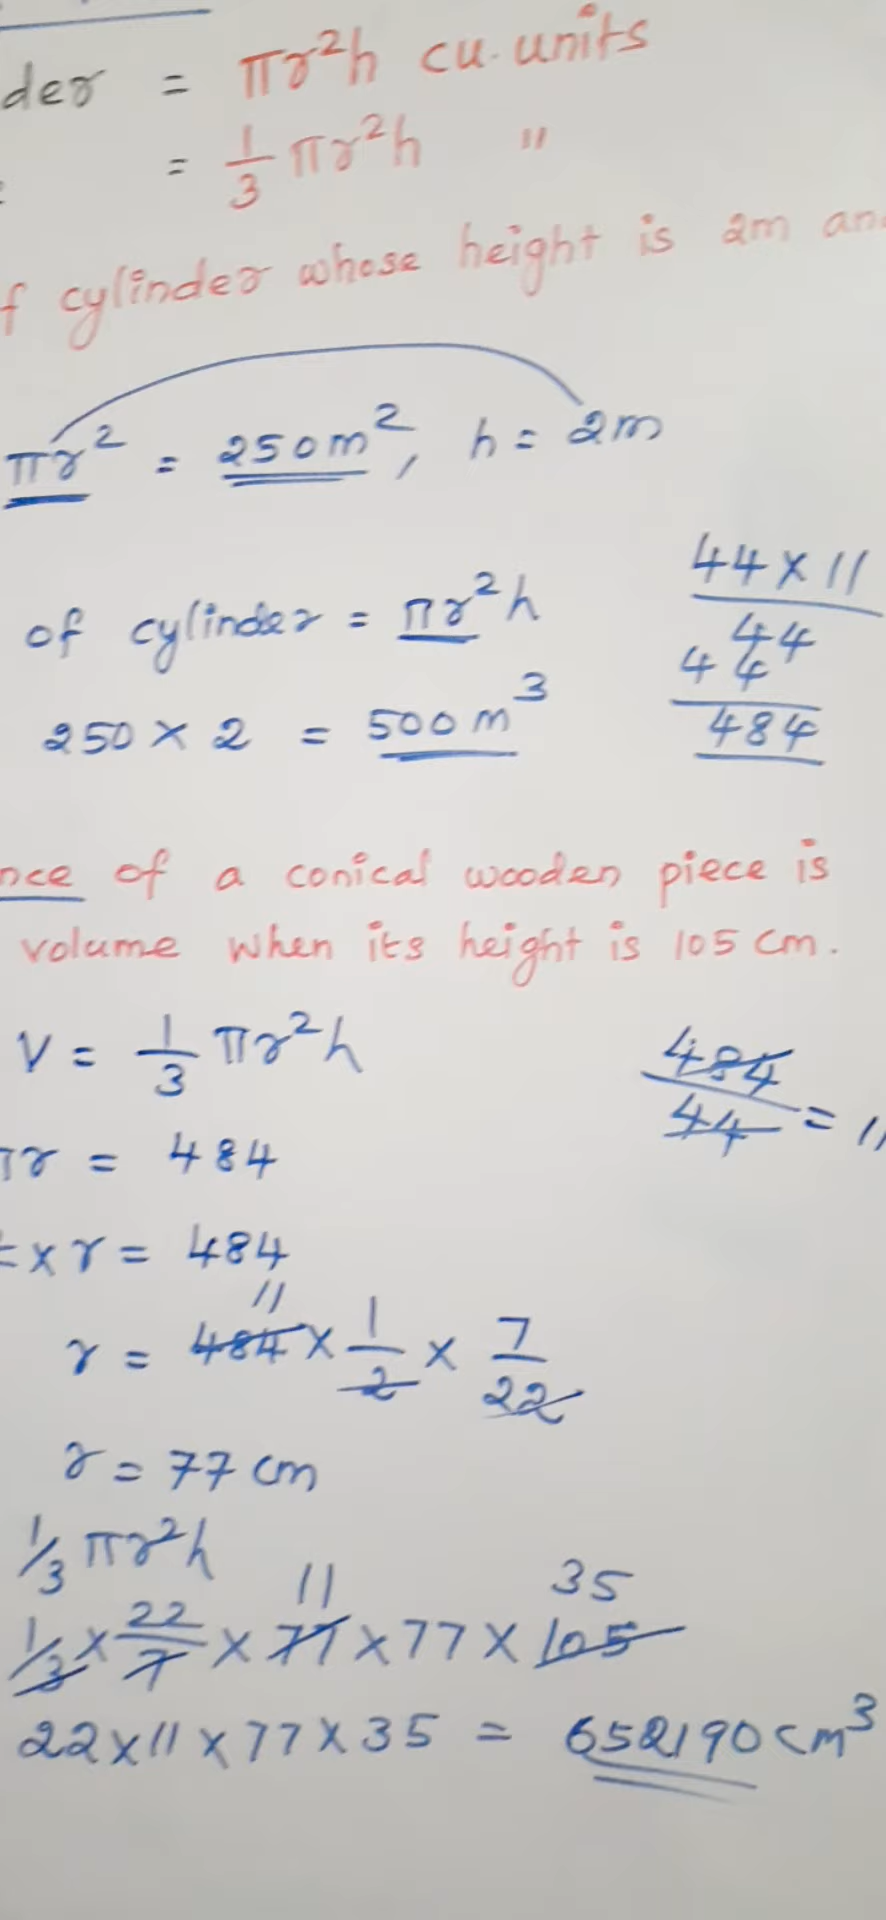 der = πr²h cu. units
= 1/3 πr²h "
f cylinder whose height is 2m an
πr² = 250m², h = 2m
of cylinder = πr²h
250 × 2 = 500 m³
44 × 11
44
44
484
nce of a conical wooden piece is
volume when its height is 105 cm.
V = 1/3 πr²h
484/44 = 11
πr = 484
× r = 484
11
r = 484 × 1/2 × 7/22
r = 77 cm
1/3 πr²h
11 35
1/3 × 22/7 × 77 × 77 × 105
22 × 11 × 77 × 35 = 652190 cm³